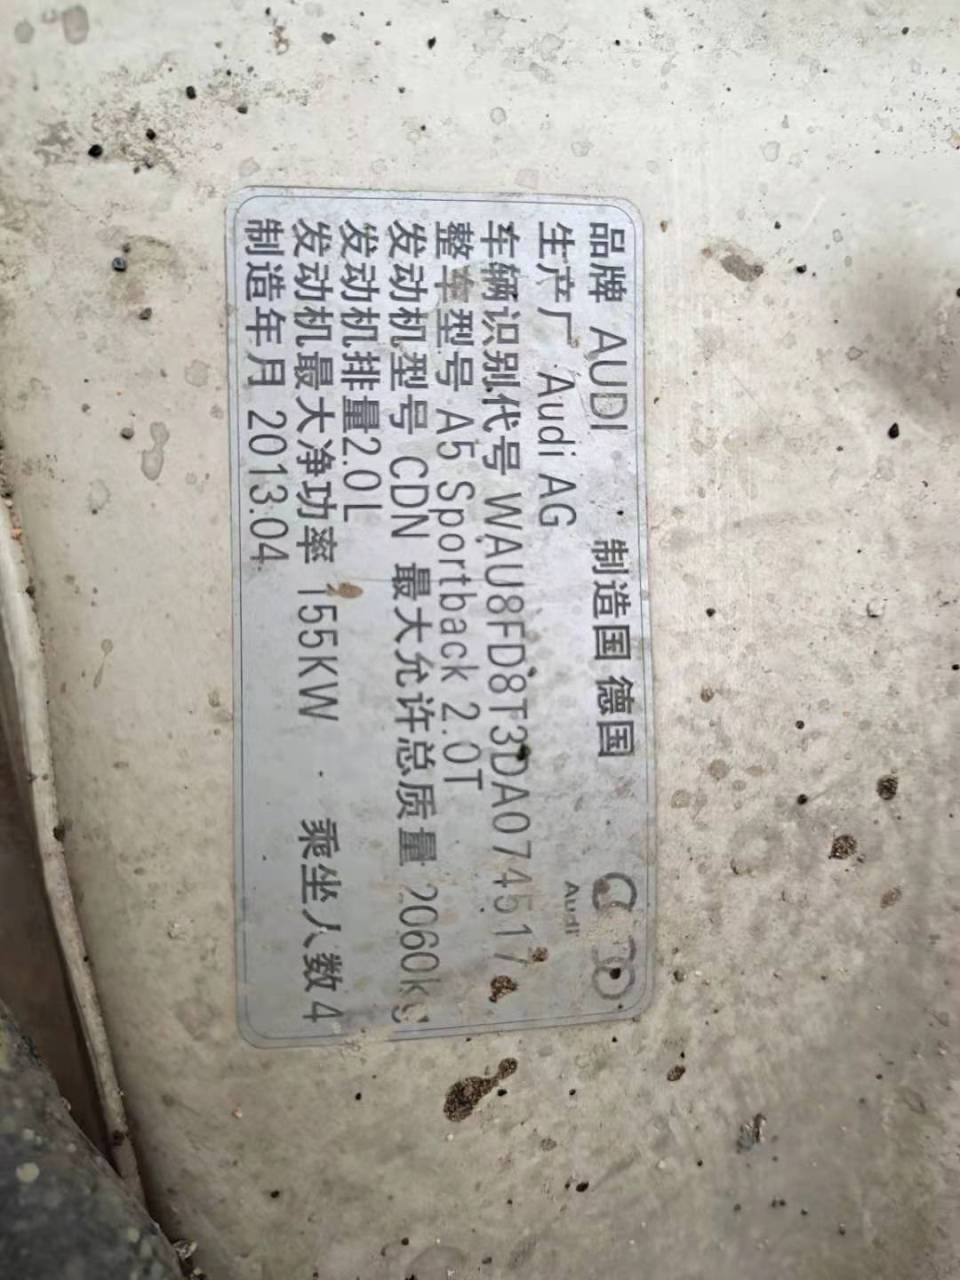 品牌 AUDI 制造国 德国
生产厂 Audi AG
Audi
车辆识别代号 WAU8FD8T3DA074517
整车型号 A5 Sportback 2.0T
发动机型号 CDN 最大允许总质量 2060kg
发动机排量2.0L
发动机最大净功率 155KW 乘坐人数4
制造年月 2013.04